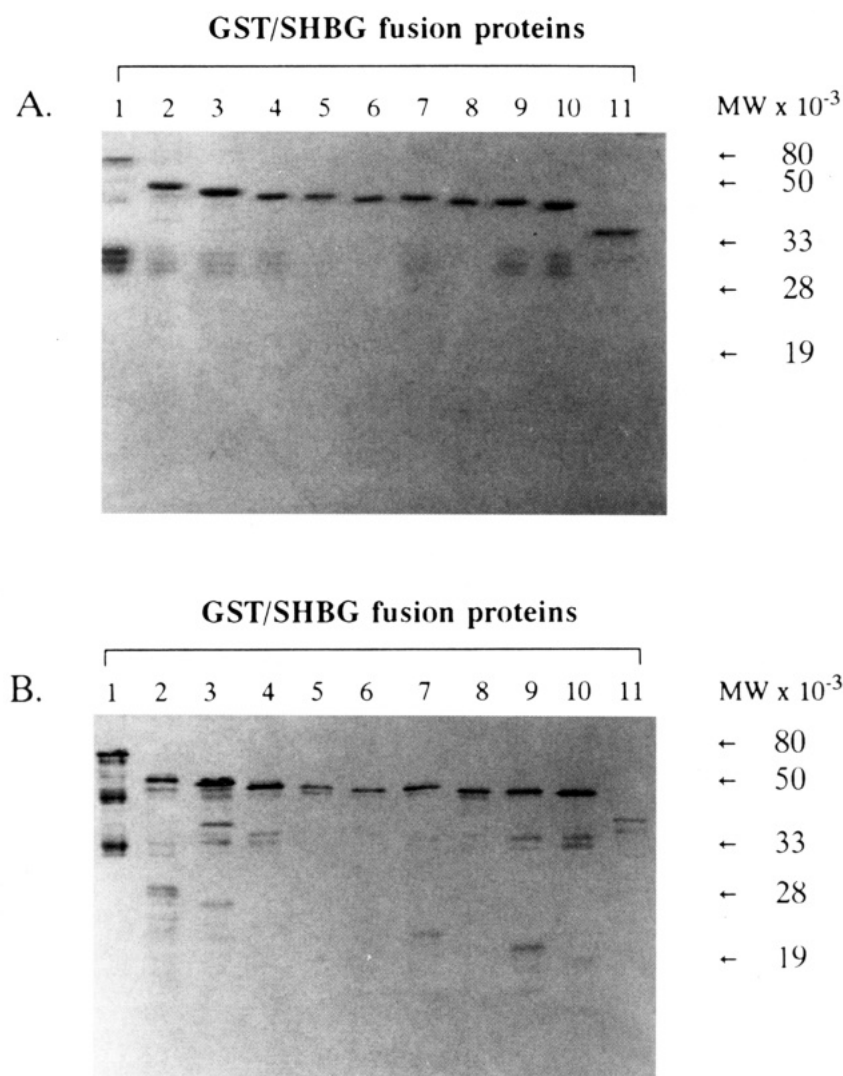 GST/SHBG fusion proteins
A.
1 2 3 4 5 6 7 8 9 10 11 MW x 10-3
← 80
← 50
← 33
← 28
← 19
GST/SHBG fusion proteins
B.
1 2 3 4 5 6 7 8 9 10 11 MW x 10-3
← 80
← 50
← 33
← 28
← 19